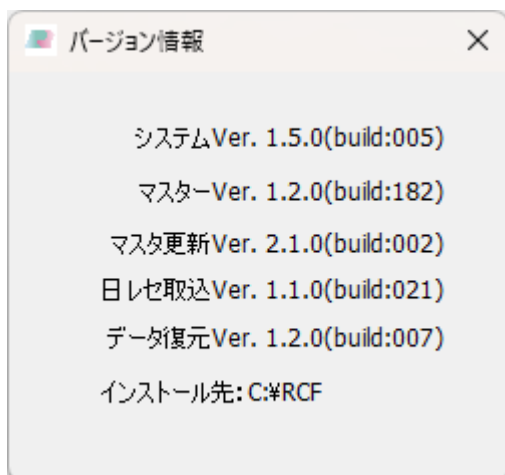 バージョン情報
システムVer. 1.5.0(build:005)
マスターVer. 1.2.0(build:182)
マスタ更新Ver. 2.1.0(build:002)
日レセ取込Ver. 1.1.0(build:021)
データ復元Ver. 1.2.0(build:007)
インストール先: C:¥RCF